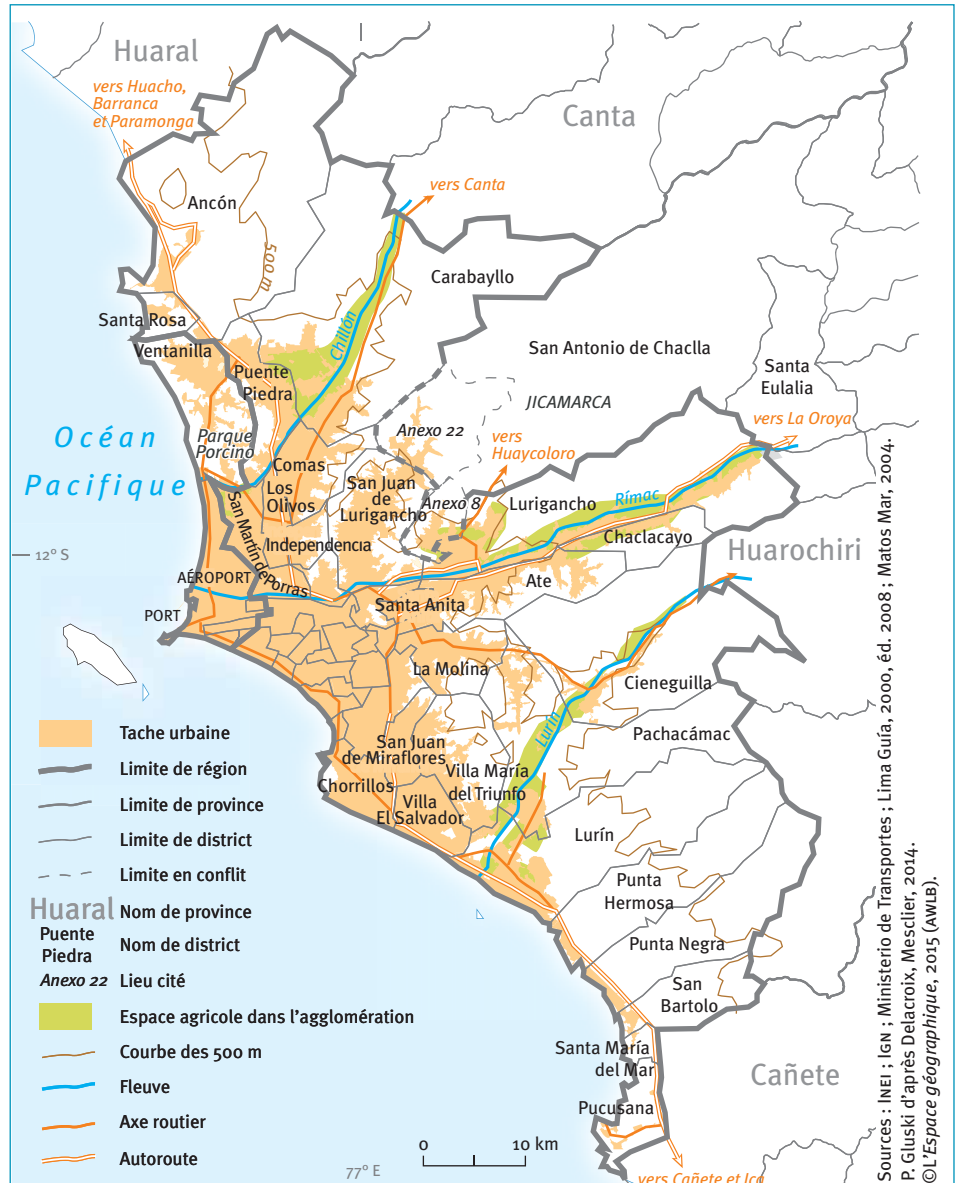 Huaral
vers Huacho,
Barranca
et Paramonga
Canta
vers Canta
Ancón
500 m
Carabayllo
Chillón
Santa Rosa
San Antonio de Chaclla
Ventanilla
Santa
Eulalia
Puente
Piedra
JICAMARCA
vers La Oroya
Océan
Pacifique
Parque
Porcino
Anexo 22
vers
Huaycoloro
Comas
Los
Olivos
San Juan
de
Lurigancho
Anexo 8
Lurigancho
Rímac
San Martín de Porras
Independencia
Chaclacayo
Huarochiri
12° S
AÉROPORT
Ate
PORT
Santa Anita
La Molina
Cieneguilla
Lurín
Pachacámac
San Juan
de Miraflores
Villa María
del Triunfo
Chorrillos
Villa
El Salvador
Lurín
Punta
Hermosa
Punta Negra
San
Bartolo
Santa María
del Mar
Cañete
Pucusana
vers Cañete et Ica
Tache urbaine
Limite de région
Limite de province
Limite de district
Limite en conflit
Huaral Nom de province
Puente
Piedra
Nom de district
Anexo 22 Lieu cité
Espace agricole dans l'agglomération
Courbe des 500 m
Fleuve
Axe routier
Autoroute
0 10 km
77° E
Sources : INEI ; IGN ; Ministerio de Transportes ; Lima Guía, 2000, éd. 2008 ; Matos Mar, 2004.
P. Gluski d'après Delacroix, Mesclier, 2014.
©L'Espace géographique, 2015 (AWLB).